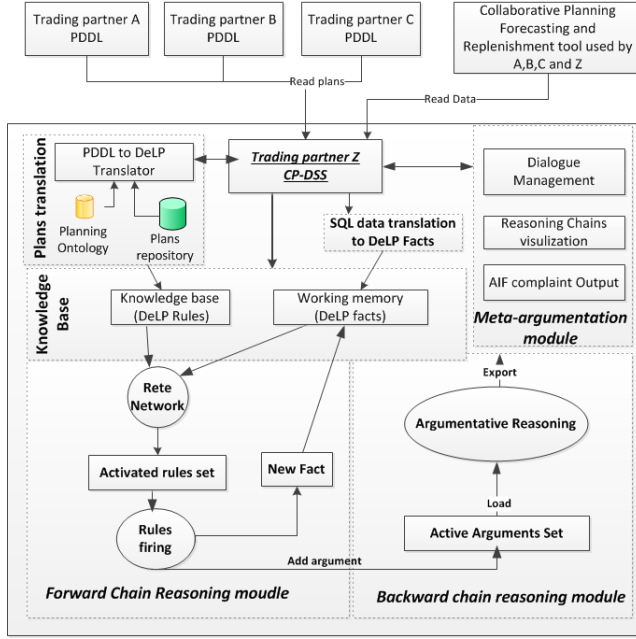 Trading partner A
PDDL
Trading partner B
PDDL
Trading partner C
PDDL
Collaborative Planning
Forecasting and
Replenishment tool used by
A,B,C and Z
Read plans
Read Data
Plans translation
PDDL to DeLP
Translator
Planning
Ontology
Plans
repository
Trading partner Z
CP-DSS
SQL data translation
to DeLP Facts
Dialogue
Management
Reasoning Chains
visulization
AIF complaint Output
Meta-argumentation
module
Knowledge
Base
Knowledge base
(DeLP Rules)
Working memory
(DeLP facts)
Rete
Network
Activated rules set
Rules
firing
New Fact
Add argument
Forward Chain Reasoning moudle
Export
Argumentative Reasoning
Load
Active Arguments Set
Backward chain reasoning module